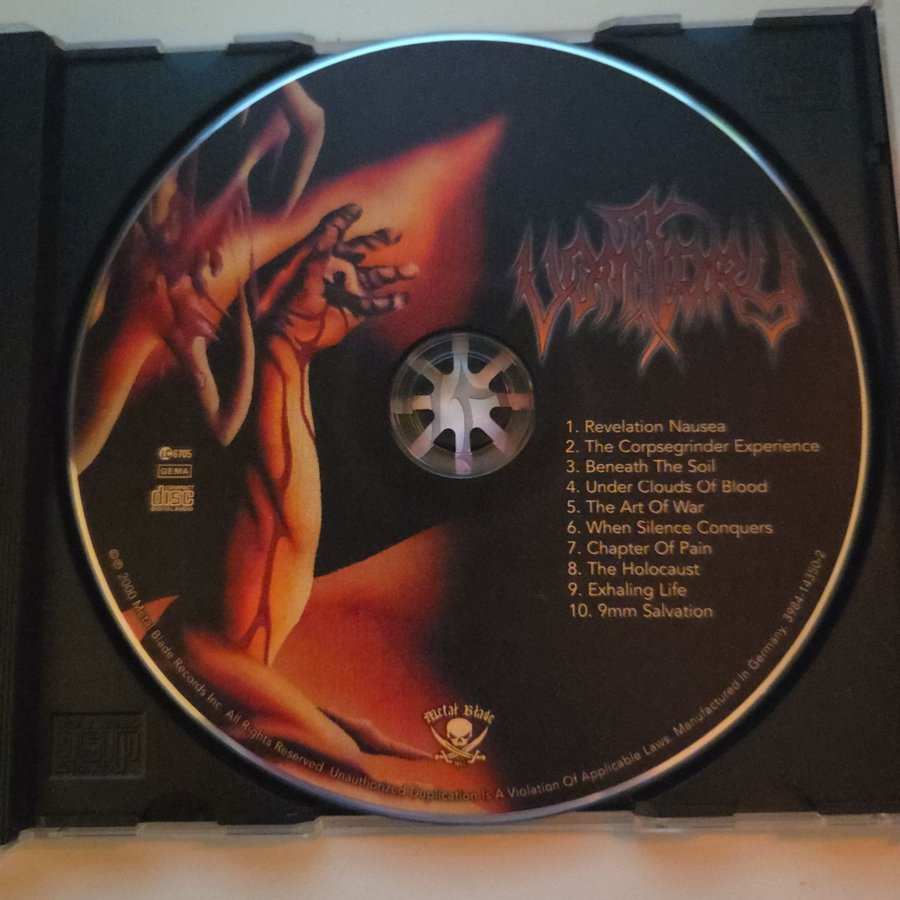 Vomitory
1. Revelation Nausea
2. The Corpsegrinder Experience
3. Beneath The Soil
4. Under Clouds Of Blood
5. The Art Of War
6. When Silence Conquers
7. Chapter Of Pain
8. The Holocaust
9. Exhaling Life
10. 9mm Salvation
LC 6705
GEMA
COMPACT
disc
DIGITAL AUDIO
Metal Blade
©℗ 2000 Metal Blade Records Inc. All Rights Reserved. Unauthorized Duplication Is A Violation Of Applicable Laws. Manufactured In Germany. 3984-14350-2